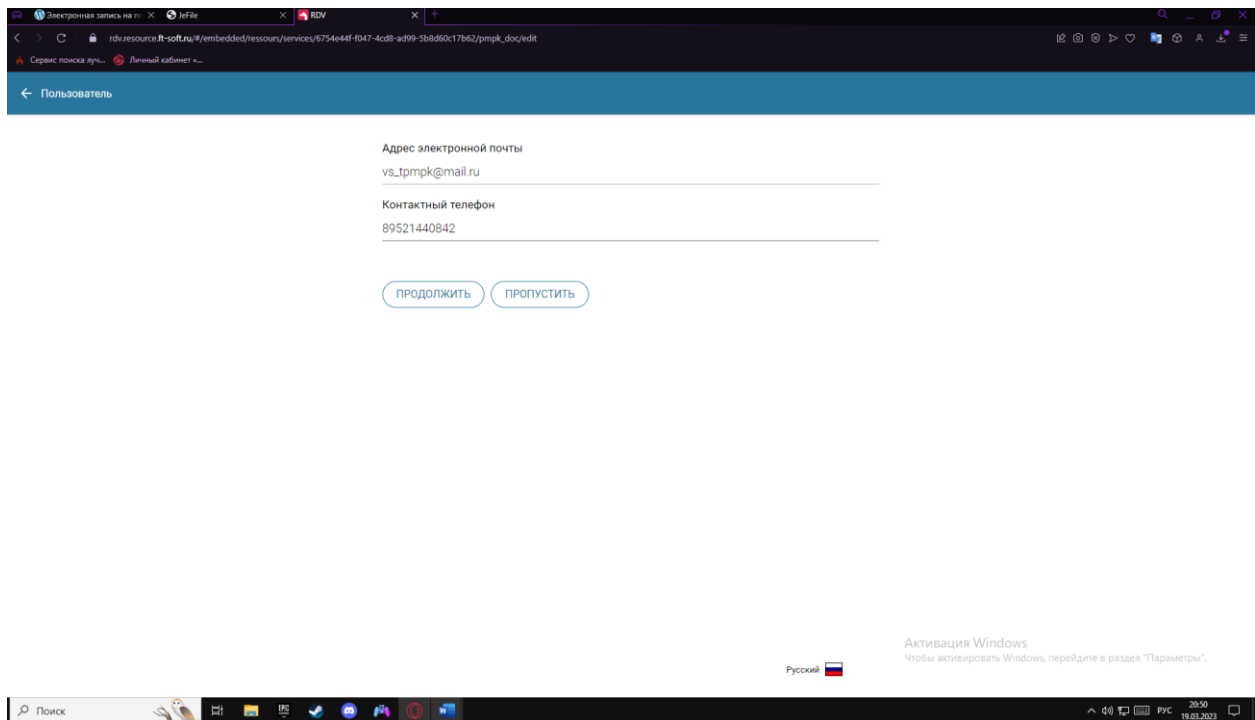 Электронная запись на пс
JeFile
RDV
rdv.resource.ft-soft.ru/#/embedded/ressours/services/6754e44f-f047-4cd8-ad99-5b8d60c17b62/pmpk_doc/edit
Сервис поиска луч...
Личный кабинет «...
Пользователь
Адрес электронной почты
vs_tpmpk@mail.ru
Контактный телефон
89521440842
ПРОДОЛЖИТЬ ПРОПУСТИТЬ
Активация Windows
Чтобы активировать Windows, перейдите в раздел "Параметры".
Русский
Поиск
EPIC
РУС
20:50
19.03.2023